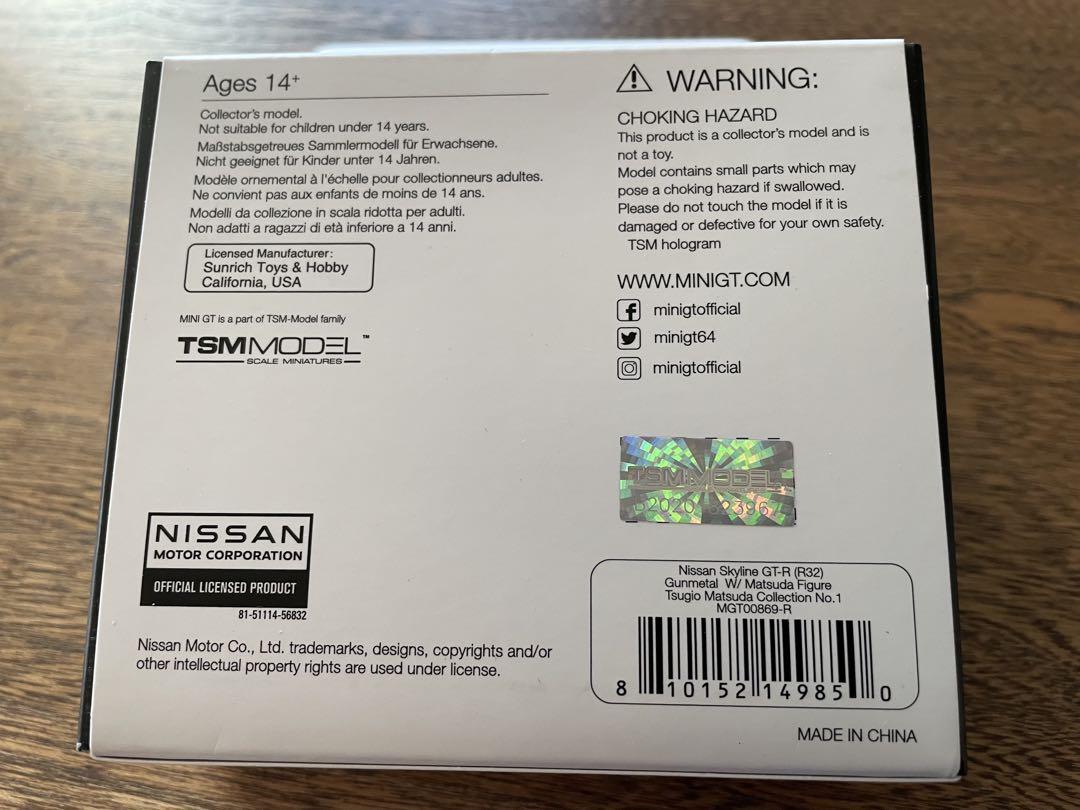 Ages 14+
Collector's model.
Not suitable for children under 14 years.
Maßstabsgetreues Sammlermodell für Erwachsene.
Nicht geeignet für Kinder unter 14 Jahren.
Modèle ornemental à l'échelle pour collectionneurs adultes.
Ne convient pas aux enfants de moins de 14 ans.
Modelli da collezione in scala ridotta per adulti.
Non adatti a ragazzi di età inferiore a 14 anni.
Licensed Manufacturer:
Sunrich Toys & Hobby
California, USA
MINI GT is a part of TSM-Model family
TSMMODEL™
SCALE MINIATURES
NISSAN
MOTOR CORPORATION
OFFICIAL LICENSED PRODUCT
81-51114-56832
Nissan Motor Co., Ltd. trademarks, designs, copyrights and/or
other intellectual property rights are used under license.
WARNING:
CHOKING HAZARD
This product is a collector's model and is
not a toy.
Model contains small parts which may
pose a choking hazard if swallowed.
Please do not touch the model if it is
damaged or defective for your own safety.
TSM hologram
WWW.MINIGT.COM
minigtofficial
minigt64
minigtofficial
TSM-MODEL
Nissan Skyline GT-R (R32)
Gunmetal W/ Matsuda Figure
Tsugio Matsuda Collection No.1
MGT00869-R
8 10152 14985 0
MADE IN CHINA